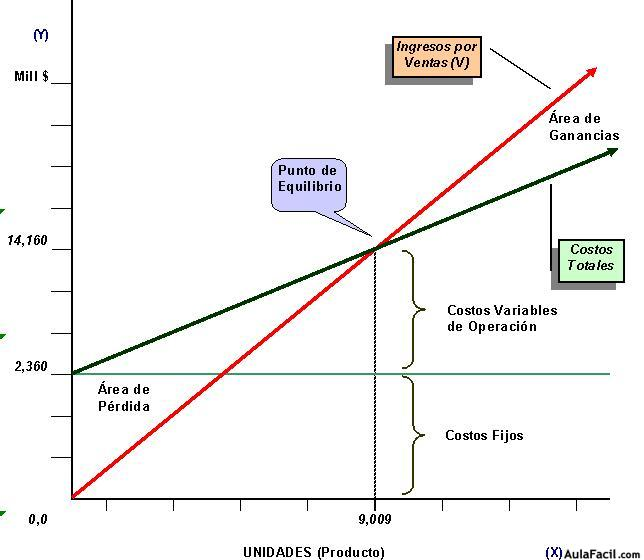 (Y)
Mill $
Ingresos por
Ventas (V)
Área de
Ganancias
Punto de
Equilibrio
14,160
Costos
Totales
Costos Variables
de Operación
2,360
Área de
Pérdida
Costos Fijos
0,0
9,009
UNIDADES (Producto)
(X)
AulaFacil.com